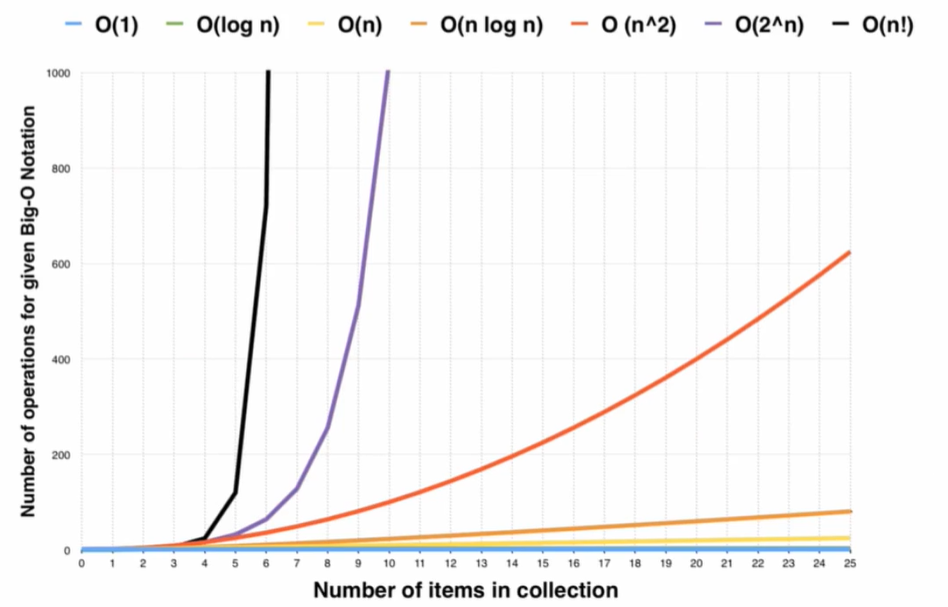 O(1) O(log n) O(n) O(n log n) O (n^2) O(2^n) O(n!)
Number of operations for given Big-O Notation
1000
800
600
400
200
0
0 1 2 3 4 5 6 7 8 9 10 11 12 13 14 15 16 17 18 19 20 21 22 23 24 25
Number of items in collection